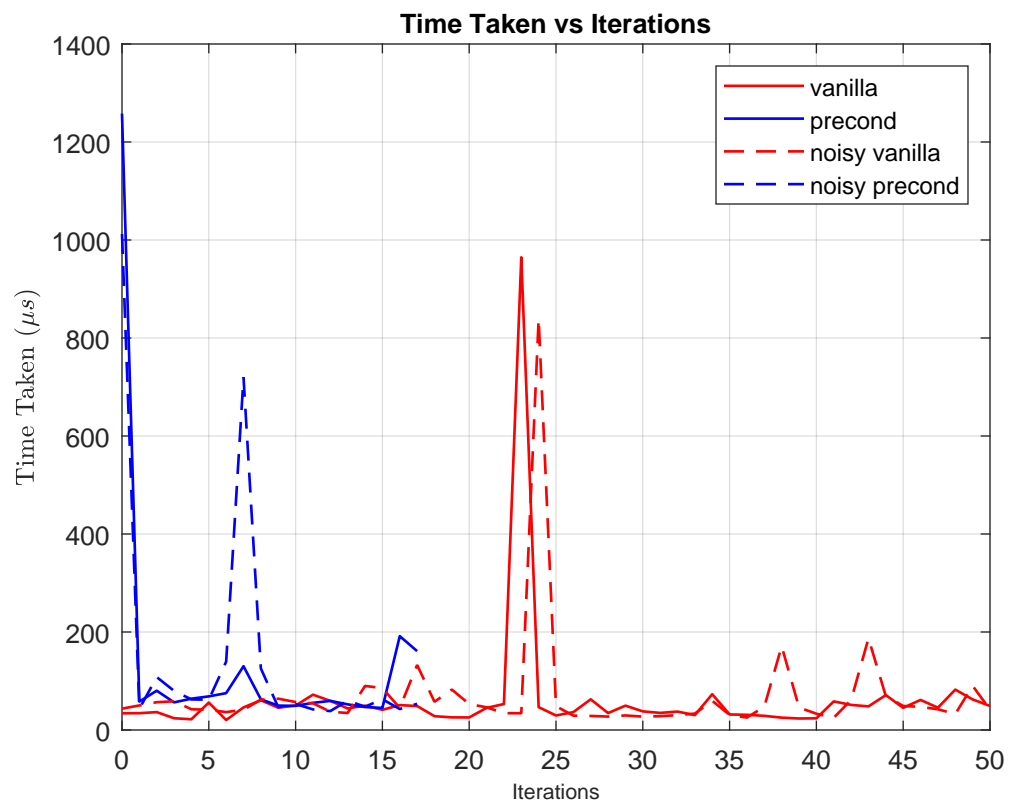 Time Taken vs Iterations
1400
1200
1000
800
600
400
200
0
Time Taken (μs)
vanilla
precond
noisy vanilla
noisy precond
0 5 10 15 20 25 30 35 40 45 50
Iterations